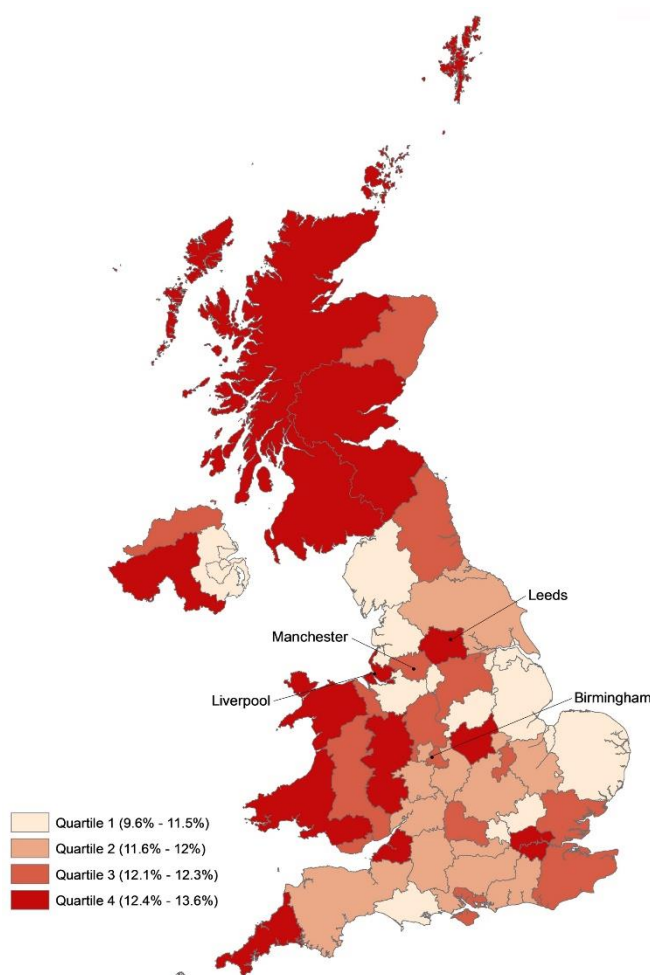 Leeds
Manchester
Liverpool
Birmingham
Quartile 1 (9.6% - 11.5%)
Quartile 2 (11.6% - 12%)
Quartile 3 (12.1% - 12.3%)
Quartile 4 (12.4% - 13.6%)